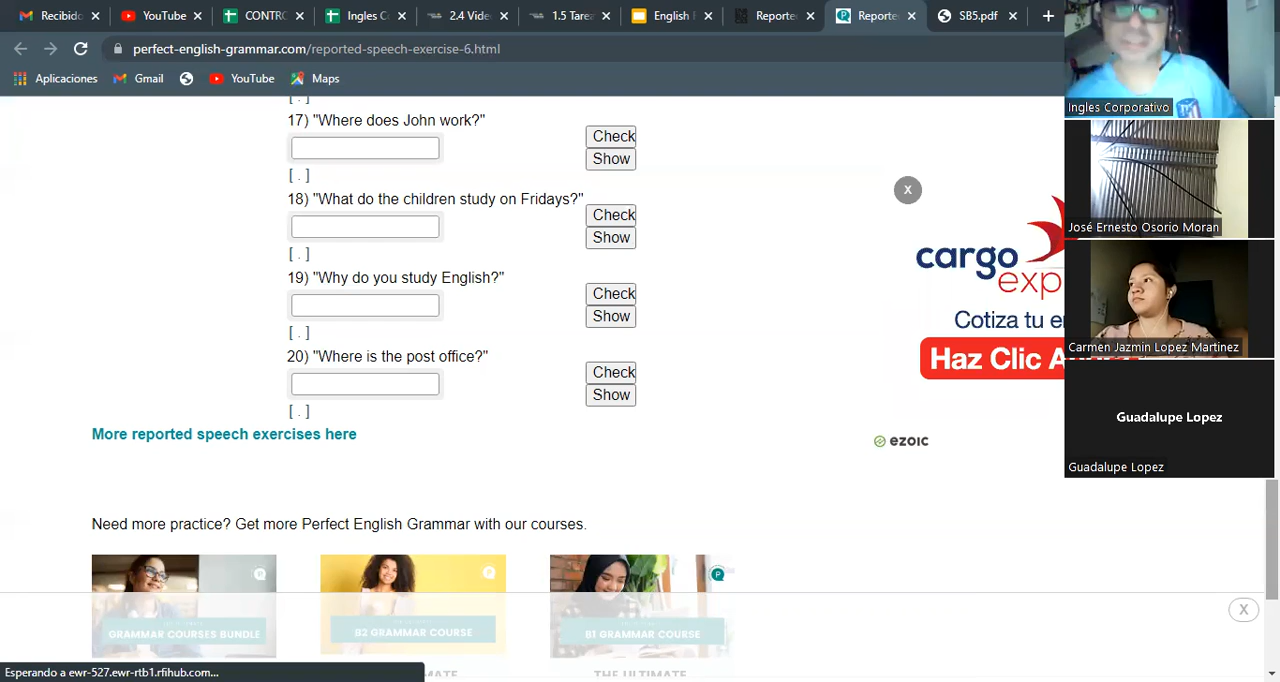 Recibido
YouTube
CONTRO
Ingles Co
2.4 Vide
1.5 Tarea
English F
Reporte
Reporte
SB5.pdf
perfect-english-grammar.com/reported-speech-exercise-6.html
Aplicaciones
Gmail
YouTube
Maps
[ . ]
17) "Where does John work?"
Check
Show
[ . ]
18) "What do the children study on Fridays?"
Check
Show
[ . ]
19) "Why do you study English?"
Check
Show
[ . ]
20) "Where is the post office?"
Check
Show
[ . ]
More reported speech exercises here
Need more practice? Get more Perfect English Grammar with our courses.
GRAMMAR COURSES BUNDLE
B2 GRAMMAR COURSE
B1 GRAMMAR COURSE
THE ULTIMATE
Esperando a ewr-527.ewr-rtb1.rfihub.com...
X
cargo
exp
Cotiza tu
Haz Clic A
ezoic
X
Ingles Corporativo
José Ernesto Osorio Moran
Carmen Jazmin Lopez Martinez
Guadalupe Lopez
Guadalupe Lopez